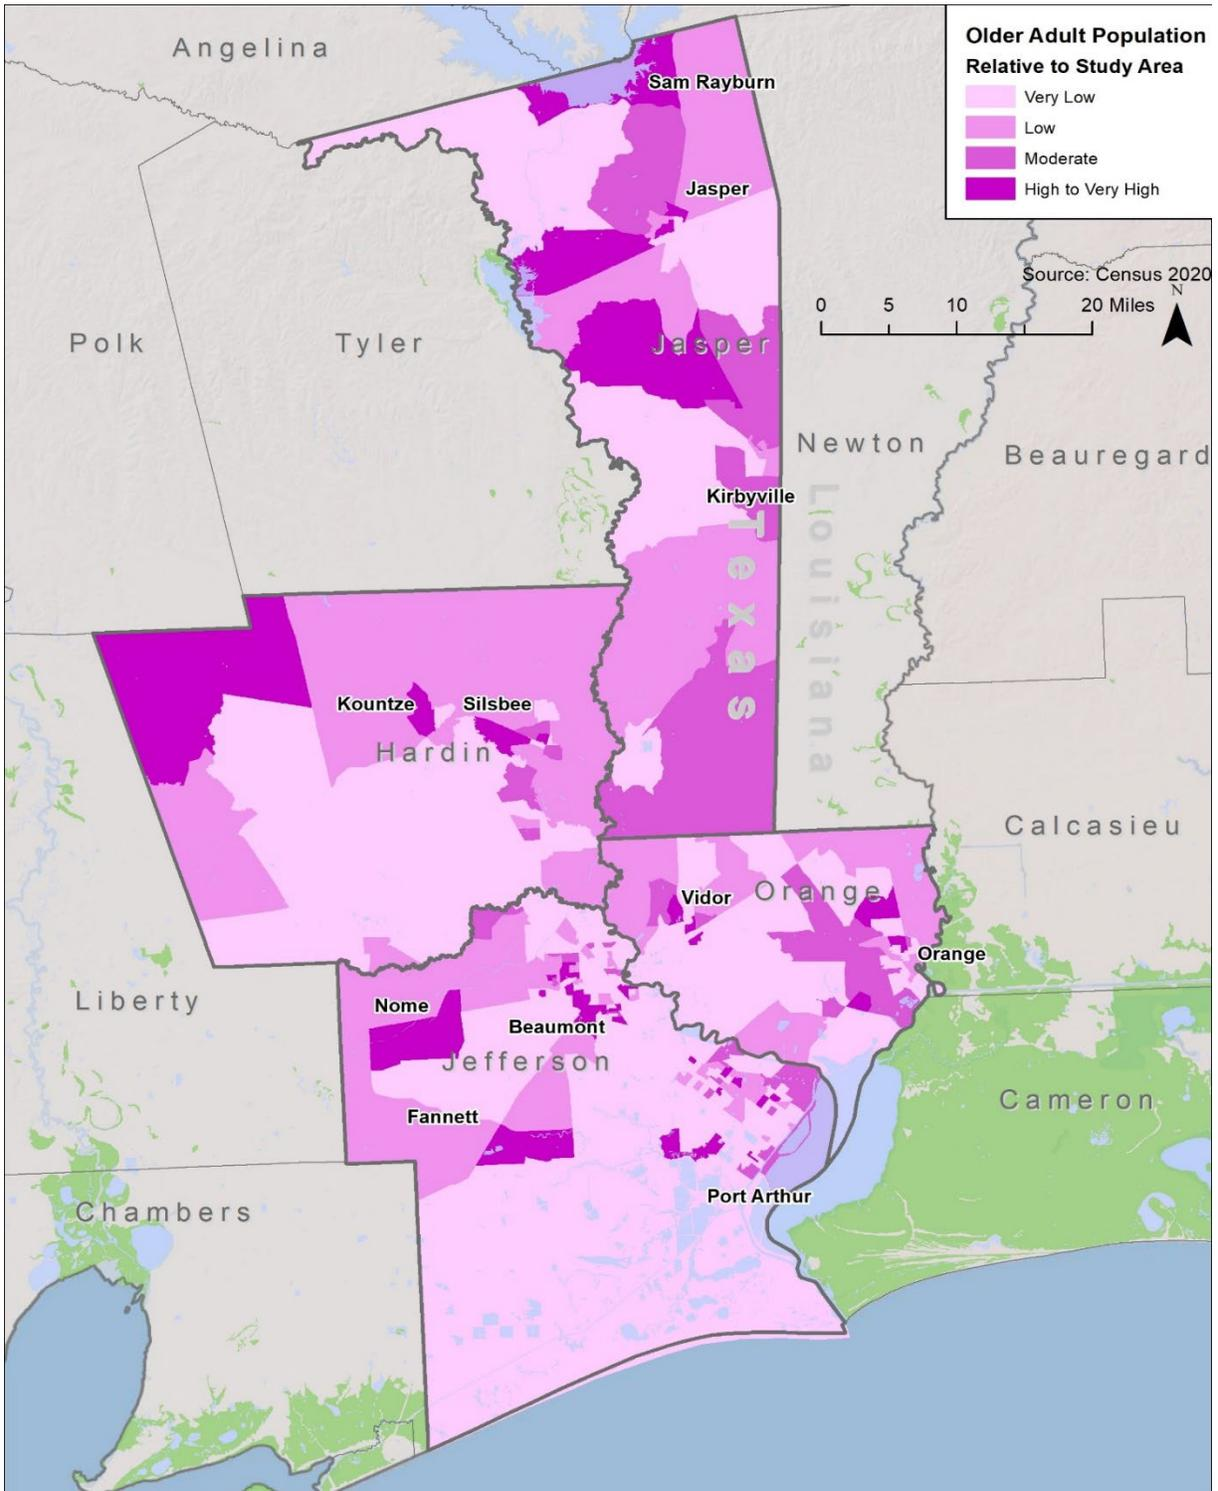 Older Adult Population
Relative to Study Area
Very Low
Low
Moderate
High to Very High
Source: Census 2020
N
0 5 10 20 Miles
Angelina
Sam Rayburn
Jasper
Polk
Tyler
Jasper
Newton
Beauregard
Kirbyville
Texas
Louisiana
Kountze
Silsbee
Hardin
Calcasieu
Vidor
Orange
Orange
Liberty
Nome
Beaumont
Jefferson
Fannett
Cameron
Port Arthur
Chambers